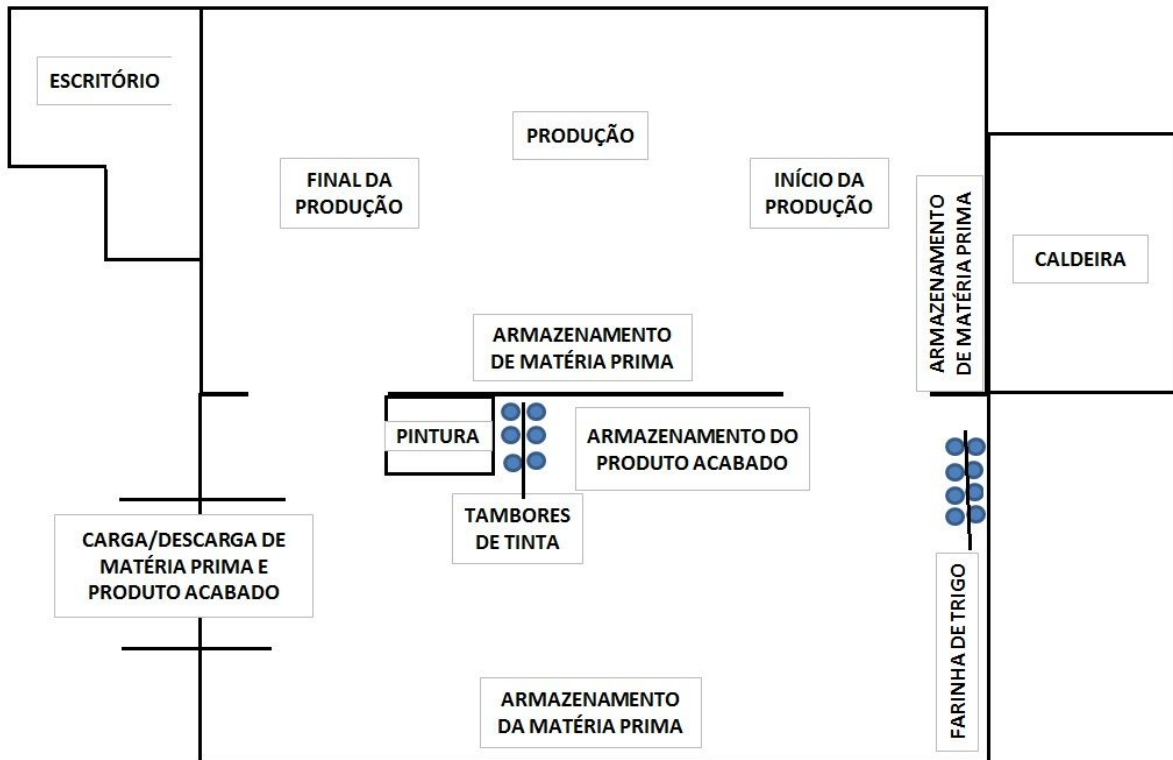 ESCRITÓRIO
PRODUÇÃO
FINAL DA
PRODUÇÃO
INÍCIO DA
PRODUÇÃO
ARMAZENAMENTO
DE MATÉRIA PRIMA
CALDEIRA
ARMAZENAMENTO
DE MATÉRIA PRIMA
PINTURA
ARMAZENAMENTO DO
PRODUTO ACABADO
TAMBORES
DE TINTA
CARGA/DESCARGA DE
MATÉRIA PRIMA E
PRODUTO ACABADO
FARINHA DE TRIGO
ARMAZENAMENTO
DA MATÉRIA PRIMA